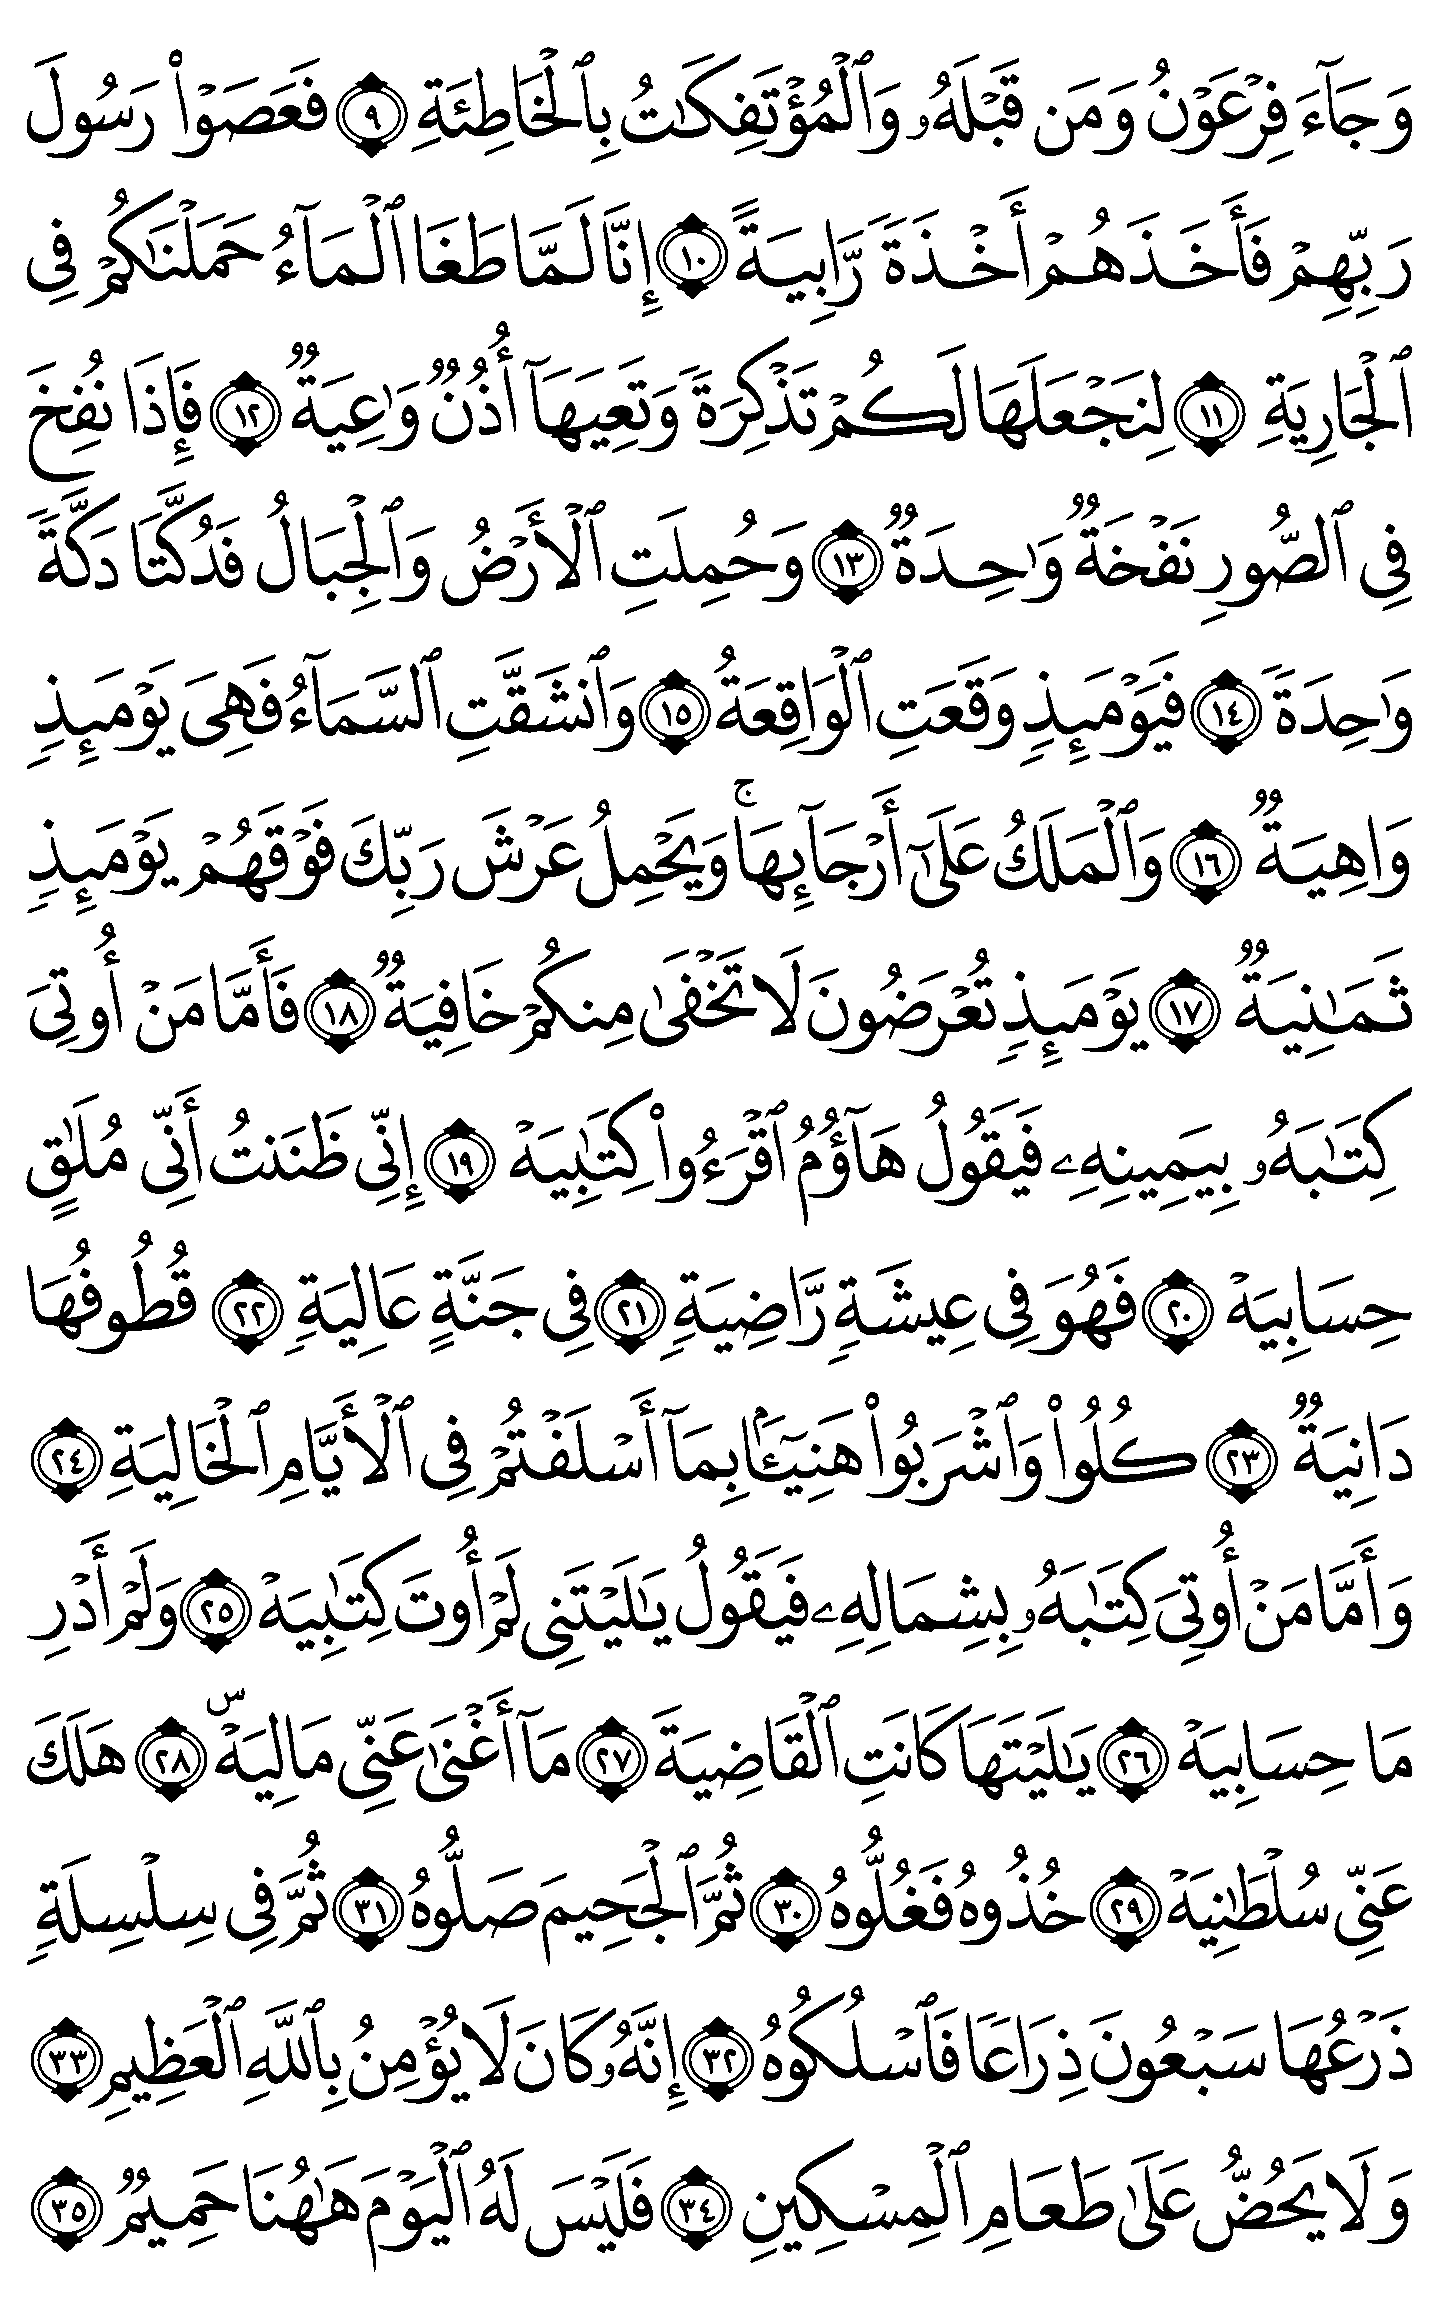 وَجَآءَ فِرۡعَوۡنُ وَمَن قَبۡلَهُۥ وَٱلۡمُؤۡتَفِكَٰتُ بِٱلۡخَاطِئَةِ ٩ فَعَصَوۡاْ رَسُولَ
رَبِّهِمۡ فَأَخَذَهُمۡ أَخۡذَةٗ رَّابِيَةً ١٠ إِنَّا لَمَّا طَغَا ٱلۡمَآءُ حَمَلۡنَٰكُمۡ فِي
ٱلۡجَارِيَةِ ١١ لِنَجۡعَلَهَا لَكُمۡ تَذۡكِرَةٗ وَتَعِيَهَآ أُذُنٞ وَٰعِيَةٞ ١٢ فَإِذَا نُفِخَ
فِي ٱلصُّورِ نَفۡخَةٞ وَٰحِدَةٞ ١٣ وَحُمِلَتِ ٱلۡأَرۡضُ وَٱلۡجِبَالُ فَدُكَّتَا دَكَّةٗ
وَٰحِدَةٗ ١٤ فَيَوۡمَئِذٖ وَقَعَتِ ٱلۡوَاقِعَةُ ١٥ وَٱنشَقَّتِ ٱلسَّمَآءُ فَهِيَ يَوۡمَئِذٖ
وَاهِيَةٞ ١٦ وَٱلۡمَلَكُ عَلَىٰٓ أَرۡجَآئِهَاۚ وَيَحۡمِلُ عَرۡشَ رَبِّكَ فَوۡقَهُمۡ يَوۡمَئِذٖ
ثَمَٰنِيَةٞ ١٧ يَوۡمَئِذٖ تُعۡرَضُونَ لَا تَخۡفَىٰ مِنكُمۡ خَافِيَةٞ ١٨ فَأَمَّا مَنۡ أُوتِيَ
كِتَٰبَهُۥ بِيَمِينِهِۦ فَيَقُولُ هَآؤُمُ ٱقۡرَءُواْ كِتَٰبِيَهۡ ١٩ إِنِّي ظَنَنتُ أَنِّي مُلَٰقٍ
حِسَابِيَهۡ ٢٠ فَهُوَ فِي عِيشَةٖ رَّاضِيَةٖ ٢١ فِي جَنَّةٍ عَالِيَةٖ ٢٢ قُطُوفُهَا
دَانِيَةٞ ٢٣ كُلُواْ وَٱشۡرَبُواْ هَنِيٓـَٔۢا بِمَآ أَسۡلَفۡتُمۡ فِي ٱلۡأَيَّامِ ٱلۡخَالِيَةِ ٢٤
وَأَمَّا مَنۡ أُوتِيَ كِتَٰبَهُۥ بِشِمَالِهِۦ فَيَقُولُ يَٰلَيۡتَنِي لَمۡ أُوتَ كِتَٰبِيَهۡ ٢٥ وَلَمۡ أَدۡرِ
مَا حِسَابِيَهۡ ٢٦ يَٰلَيۡتَهَا كَانَتِ ٱلۡقَاضِيَةَ ٢٧ مَآ أَغۡنَىٰ عَنِّي مَالِيَهۡۜ ٢٨ هَلَكَ
عَنِّي سُلۡطَٰنِيَهۡ ٢٩ خُذُوهُ فَغُلُّوهُ ٣٠ ثُمَّ ٱلۡجَحِيمَ صَلُّوهُ ٣١ ثُمَّ فِي سِلۡسِلَةٖ
ذَرۡعُهَا سَبۡعُونَ ذِرَاعٗا فَٱسۡلُكُوهُ ٣٢ إِنَّهُۥ كَانَ لَا يُؤۡمِنُ بِٱللَّهِ ٱلۡعَظِيمِ ٣٣
وَلَا يَحُضُّ عَلَىٰ طَعَامِ ٱلۡمِسۡكِينِ ٣٤ فَلَيۡسَ لَهُ ٱلۡيَوۡمَ هَٰهُنَا حَمِيمٞ ٣٥